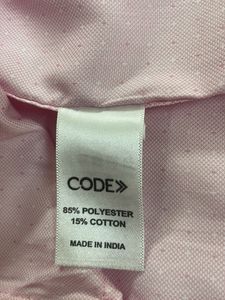 CODE»
85% POLYESTER
15% COTTON
MADE IN INDIA